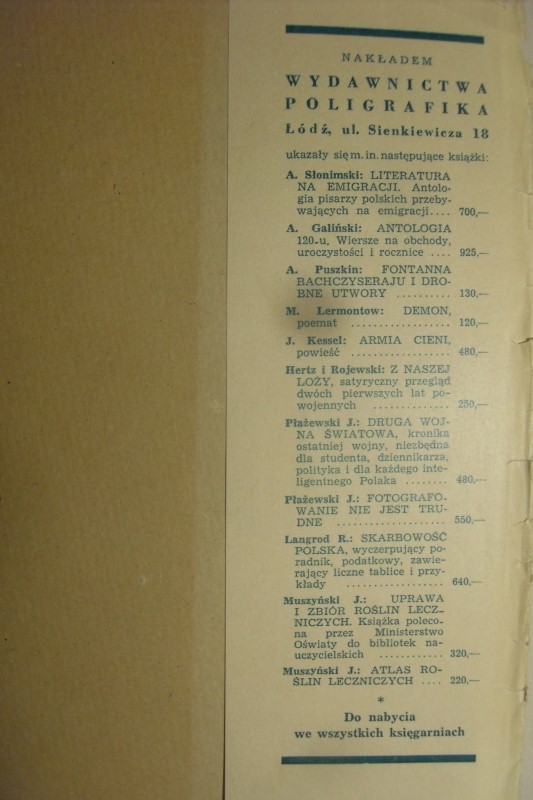 NAKŁADEM
WYDAWNICTWA
POLIGRAFIKA
Łódź, ul. Sienkiewicza 18
ukazały się m. in. następujące książki:
A. Słonimski: LITERATURA
NA EMIGRACJI. Antolo-
gia pisarzy polskich przeby-
wających na emigracji.... 700,—
A. Galiński: ANTOLOGIA
120-u. Wiersze na obchody,
uroczystości i rocznice .... 925,—
A. Puszkin: FONTANNA
BACHCZYSERAJU I DRO-
BNE UTWORY .......... 130,—
M. Lermontow: DEMON,
poemat .................. 120,—
J. Kessel: ARMIA CIENI,
powieść .................. 480,—
Hertz i Rojewski: Z NASZEJ
LOŻY, satyryczny przegląd
dwóch pierwszych lat po-
wojennych .............. 250,—
Płażewski J.: DRUGA WOJ-
NA ŚWIATOWA, kronika
ostatniej wojny, niezbędna
dla studenta, dziennikarza,
polityka i dla każdego inte-
ligentnego Polaka ........ 480,—
Płażewski J.: FOTOGRAFO-
WANIE NIE JEST TRU-
DNE .................... 550,—
Langrod R.: SKARBOWOŚĆ
POLSKA, wyczerpujący po-
radnik, podatkowy, zawie-
rający liczne tablice i przy-
kłady .................. 640,—
Muszyński J.: UPRAWA
I ZBIÓR ROŚLIN LECZ-
NICZYCH. Książka poleco-
na przez Ministerstwo
Oświaty do bibliotek na-
uczycielskich ............ 320,—
Muszyński J.: ATLAS RO-
ŚLIN LECZNICZYCH .... 220,—
*
Do nabycia
we wszystkich księgarniach